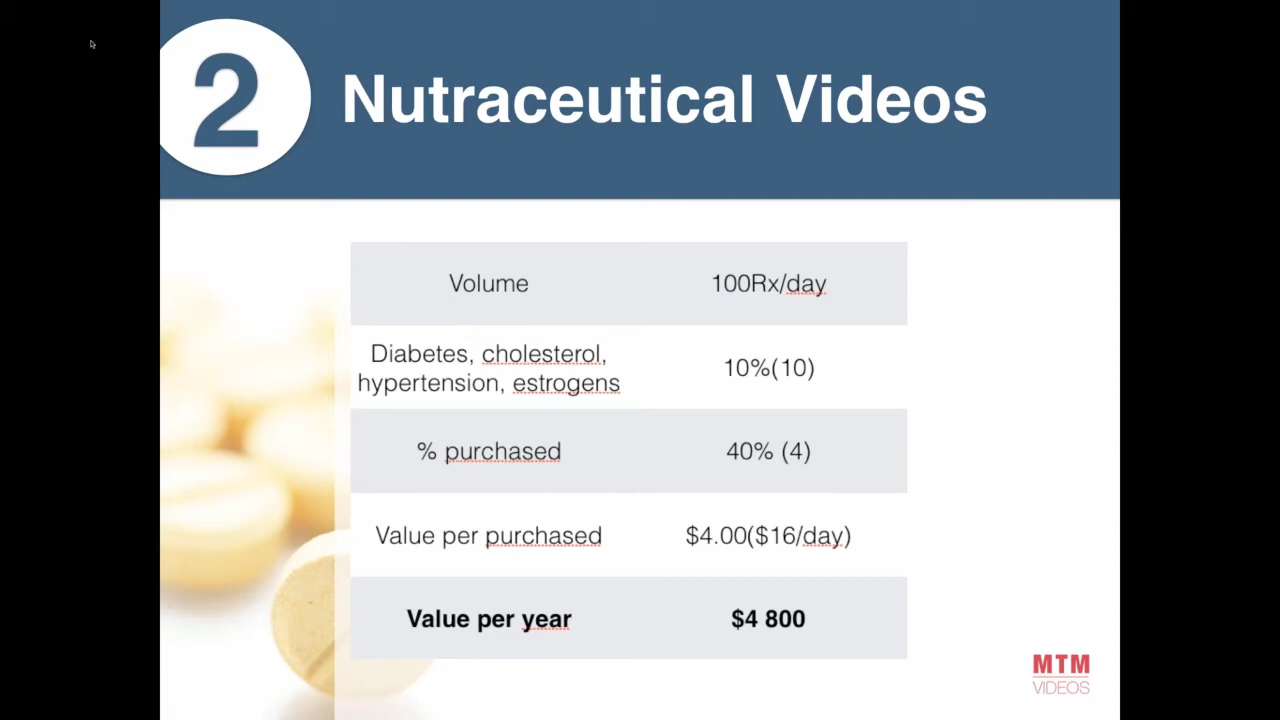 2
Nutraceutical Videos
Volume
100Rx/day
Diabetes, cholesterol,
hypertension, estrogens
10%(10)
% purchased
40% (4)
Value per purchased
$4.00($16/day)
Value per year
$4 800
MTM
VIDEOS